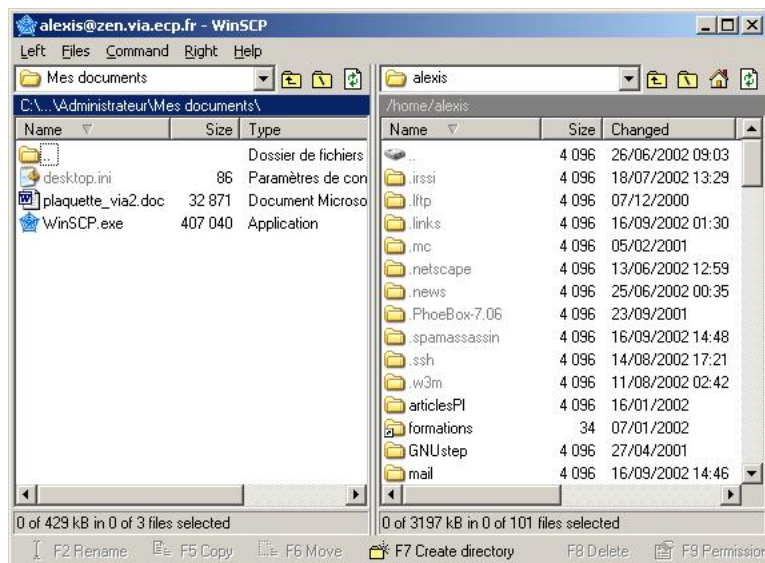 alexis@zen.via.ecp.fr - WinSCP
Left Files Command Right Help
Mes documents
C:\...\Administrateur\Mes documents\
Name Size Type
.. Dossier de fichiers
desktop.ini 86 Paramètres de con
plaquette_via2.doc 32 871 Document Microso
WinSCP.exe 407 040 Application
0 of 429 kB in 0 of 3 files selected
alexis
/home/alexis
Name Size Changed
.. 4 096 26/06/2002 09:03
.irssi 4 096 18/07/2002 13:29
.lftp 4 096 07/12/2000
.links 4 096 16/09/2002 01:30
.mc 4 096 05/02/2001
.netscape 4 096 13/06/2002 12:59
.news 4 096 25/06/2002 00:35
.PhoeBox-7.06 4 096 23/09/2001
.spamassassin 4 096 16/09/2002 14:48
.ssh 4 096 14/08/2002 17:21
.w3m 4 096 11/08/2002 02:42
articlesPI 4 096 16/01/2002
formations 34 07/01/2002
GNUstep 4 096 27/04/2001
mail 4 096 16/09/2002 14:46
0 of 3197 kB in 0 of 101 files selected
F2 Rename F5 Copy F6 Move F7 Create directory F8 Delete F9 Permission